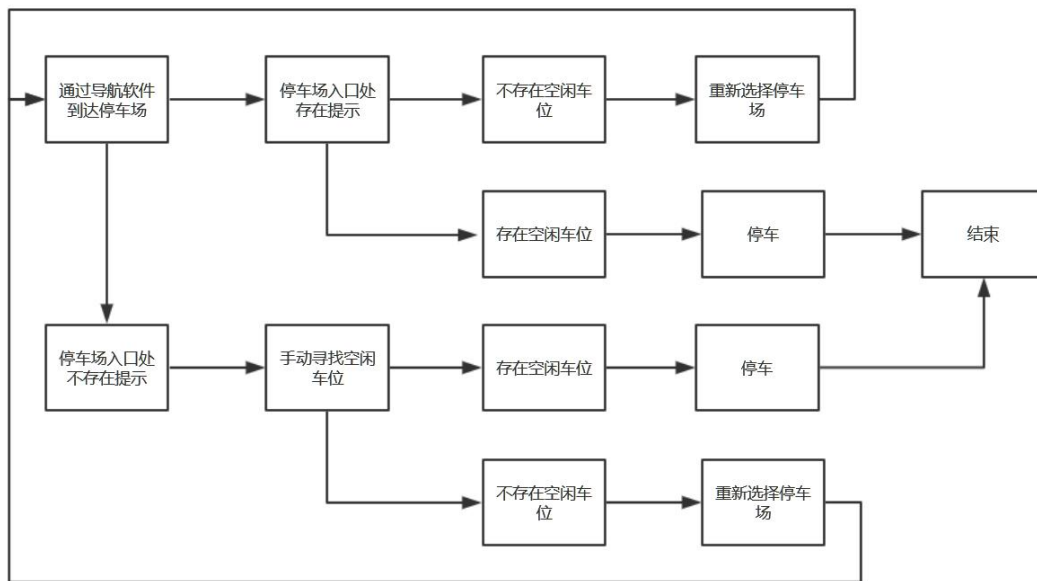 通过导航软件
到达停车场
停车场入口处
存在提示
不存在空闲车
位
重新选择停车
场
存在空闲车位
停车
结束
停车场入口处
不存在提示
手动寻找空闲
车位
存在空闲车位
停车
不存在空闲车
位
重新选择停车
场